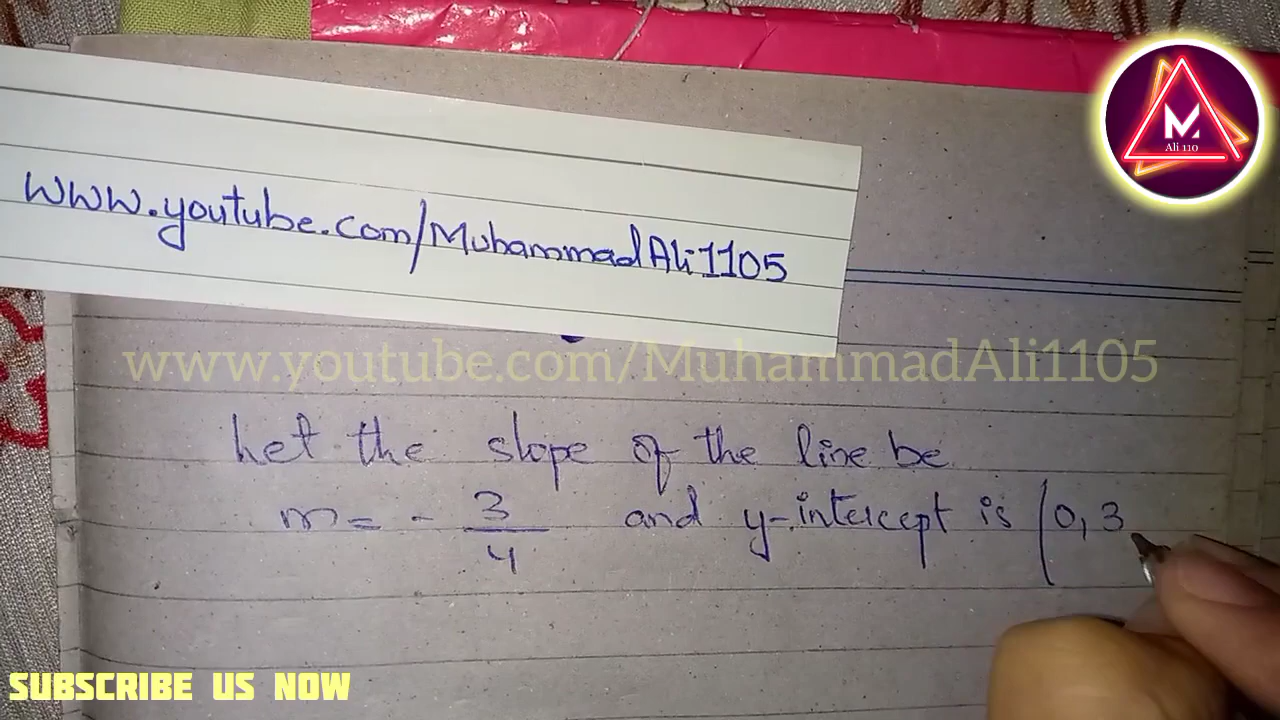 M
Ali 110
www.youtube.com/MuhammadAli1105
www.youtube.com/MuhammadAli1105
Let the slope of the line be
m = - 3/4 and y-intercept is (0, 3
SUBSCRIBE US NOW